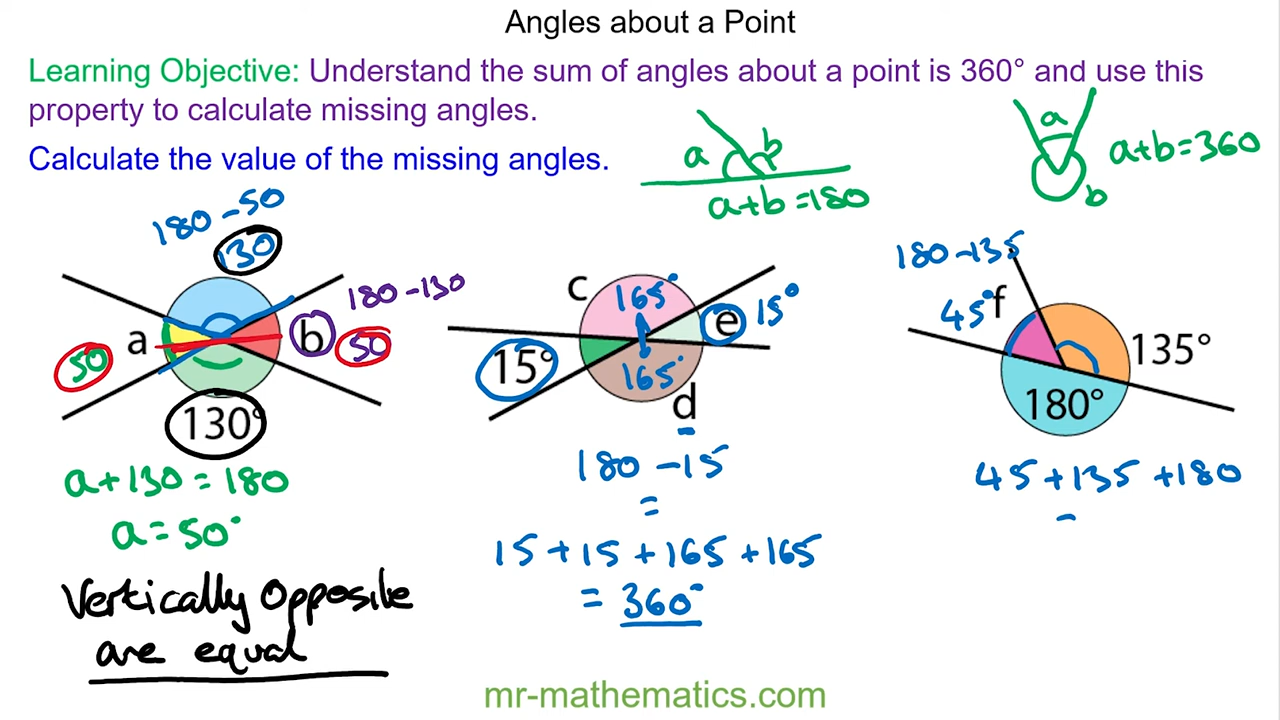 Angles about a Point
Learning Objective: Understand the sum of angles about a point is 360° and use this
property to calculate missing angles.
Calculate the value of the missing angles.
a b
a+b=180
a
a+b=360
b
180-50
130
180-130
a
50
b
50
130°
a+130=180
a=50°
Vertically Opposite
are equal
c
165°
e
15°
15°
165°
d
180-15
=
15+15+165+165
=360°
180-135
45°
f
135°
180°
45+135+180
=
mr-mathematics.com